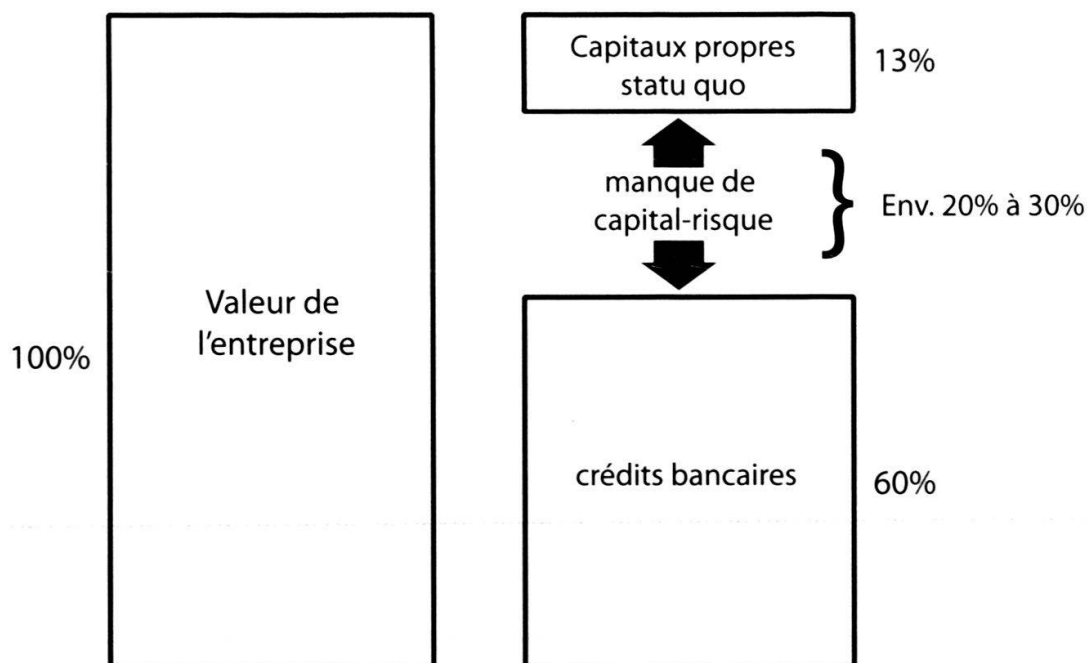 Capitaux propres
statu quo
13%
manque de
capital-risque
Env. 20% à 30%
Valeur de
l'entreprise
100%
crédits bancaires
60%